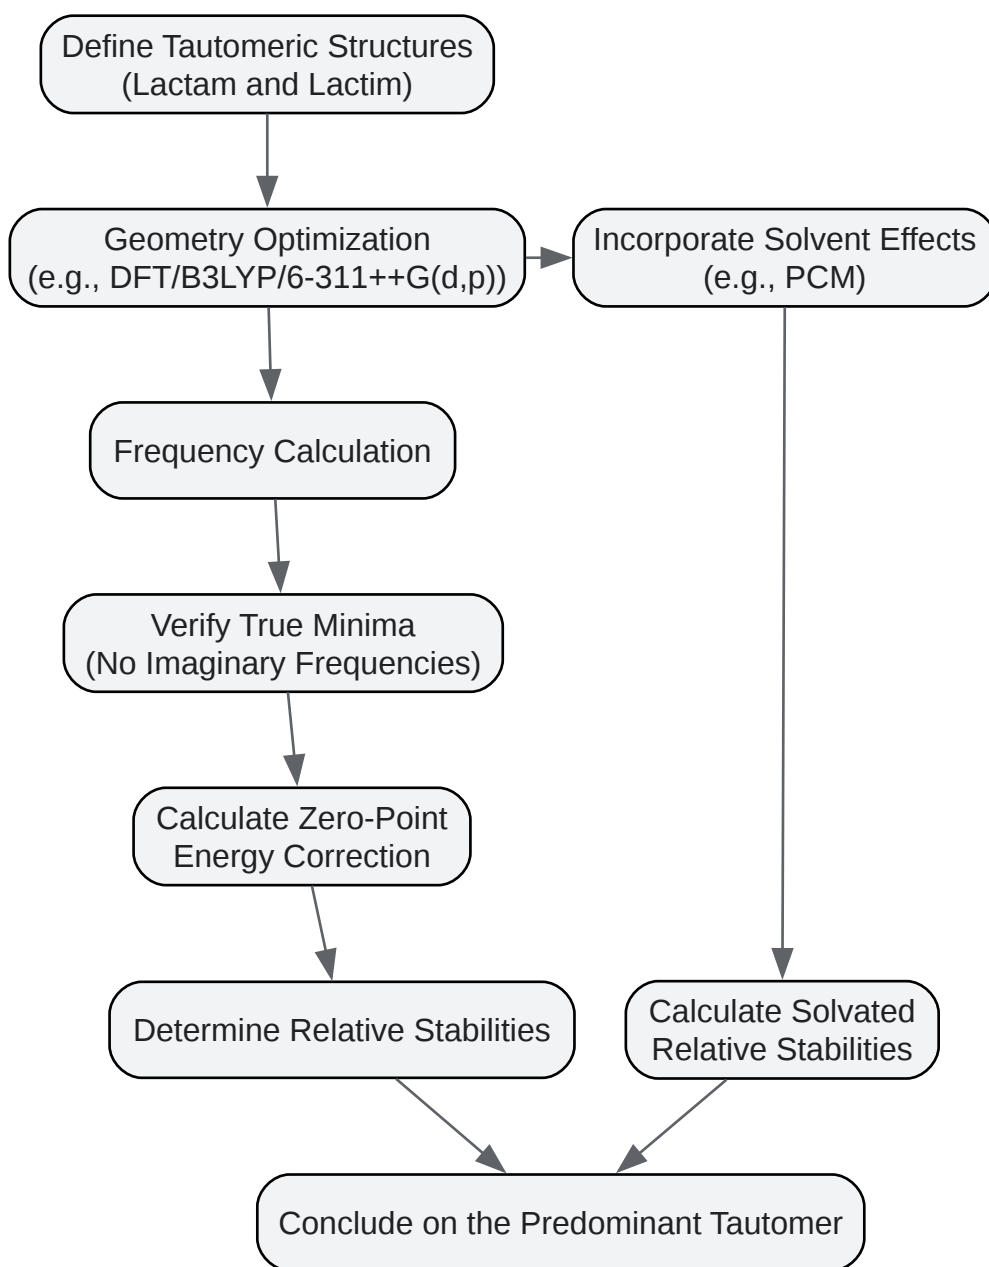 Define Tautomeric Structures
(Lactam and Lactim)
Geometry Optimization
(e.g., DFT/B3LYP/6-311++G(d,p))
Incorporate Solvent Effects
(e.g., PCM)
Frequency Calculation
Verify True Minima
(No Imaginary Frequencies)
Calculate Zero-Point
Energy Correction
Determine Relative Stabilities
Calculate Solvated
Relative Stabilities
Conclude on the Predominant Tautomer